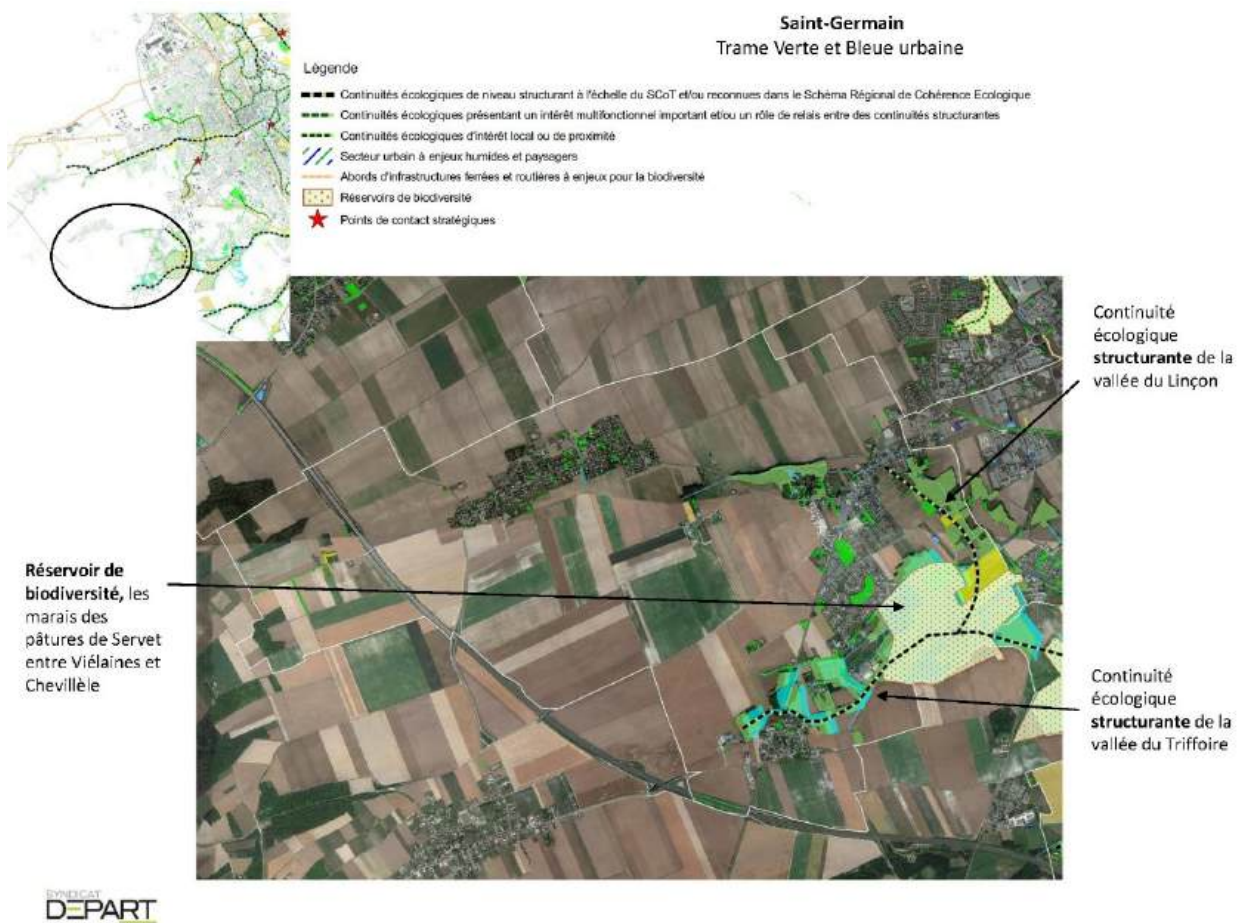 Saint-Germain
Trame Verte et Bleue urbaine
Légende
Continuités écologiques de niveau structurant à l'échelle du SCoT et/ou reconnues dans le Schéma Régional de Cohérence Ecologique
Continuités écologiques présentant un intérêt multifonctionnel important et/ou un rôle de relais entre des continuités structurantes
Continuités écologiques d'intérêt local ou de proximité
Secteur urbain à enjeux humides et paysagers
Abords d'infrastructures ferrées et routières à enjeux pour la biodiversité
Réservoirs de biodiversité
Points de contact stratégiques
Continuité
écologique
structurante de la
vallée du Linçon
Réservoir de
biodiversité, les
marais des
pâtures de Servet
entre Viélaines et
Chevillèle
Continuité
écologique
structurante de la
vallée du Triffoire
SYNDICAT
DEPART